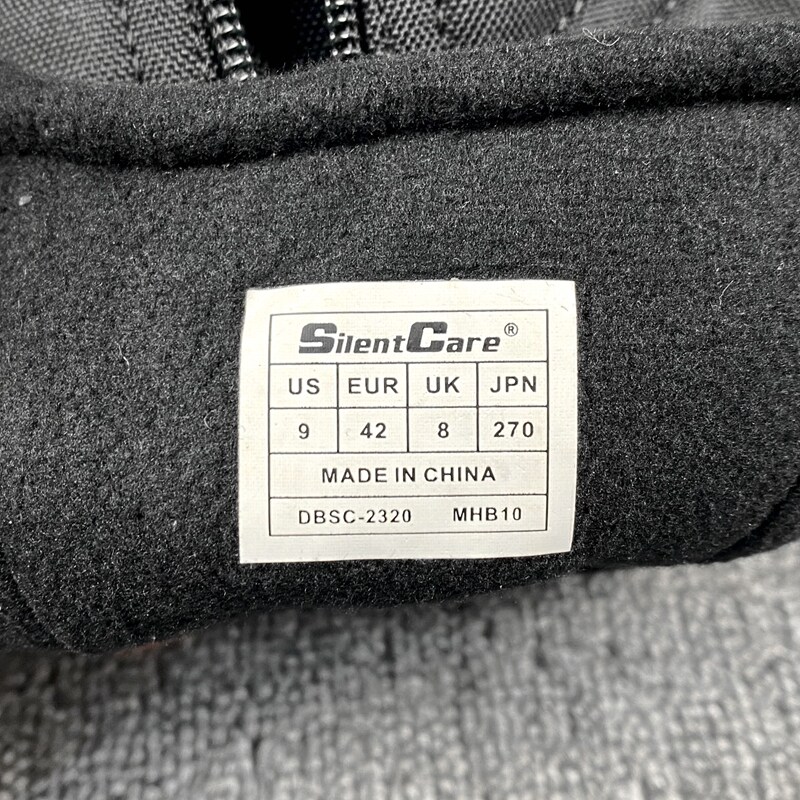 SilentCare®
US EUR UK JPN
9 42 8 270
MADE IN CHINA
DBSC-2320 MHB10